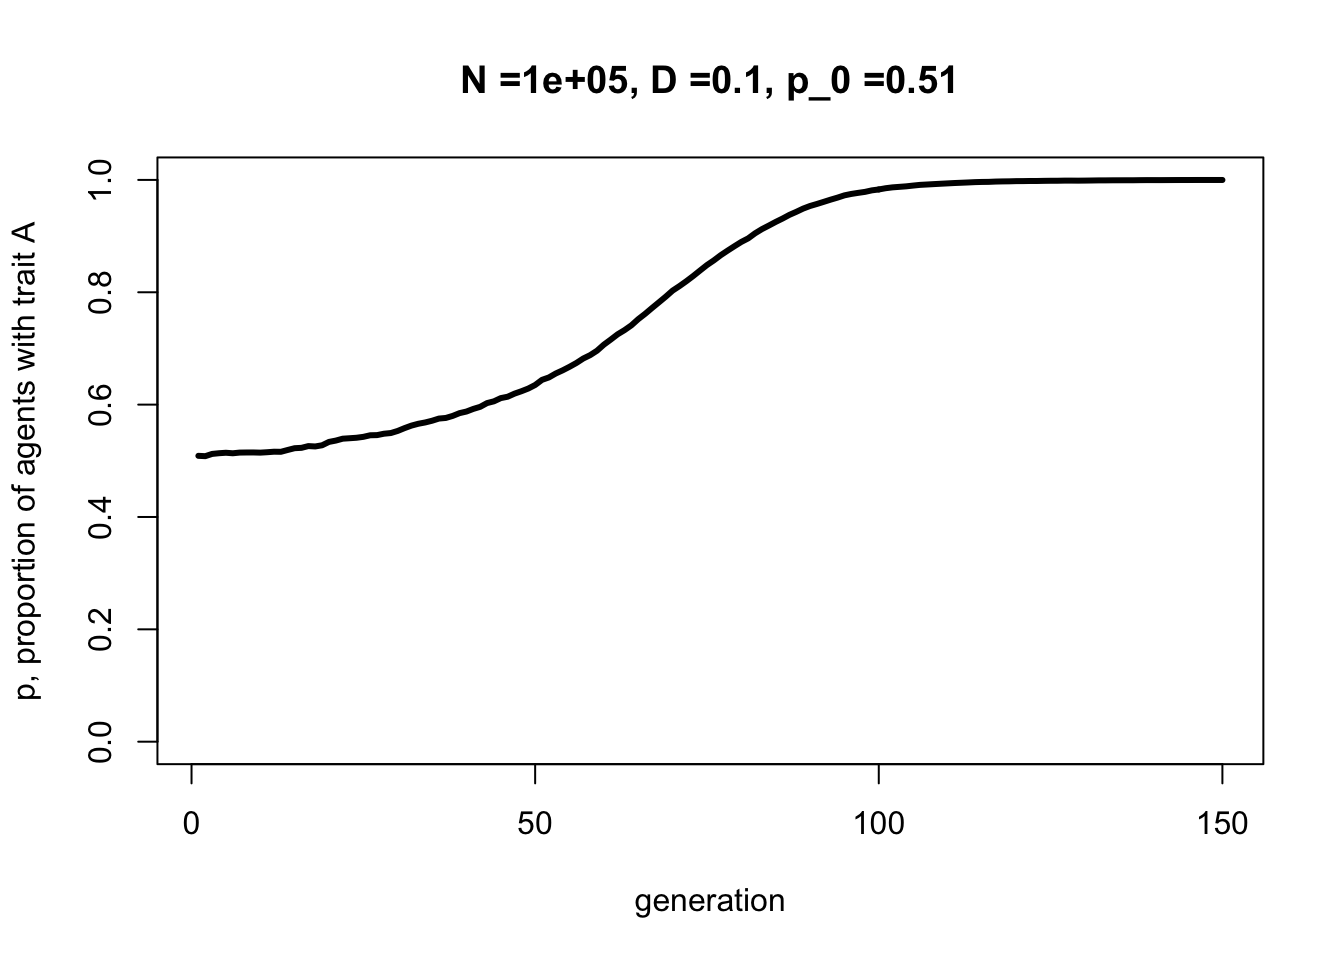 N =1e+05, D =0.1, p_0 =0.51
p, proportion of agents with trait A
1.0
0.8
0.6
0.4
0.2
0.0
0 50 100 150
generation